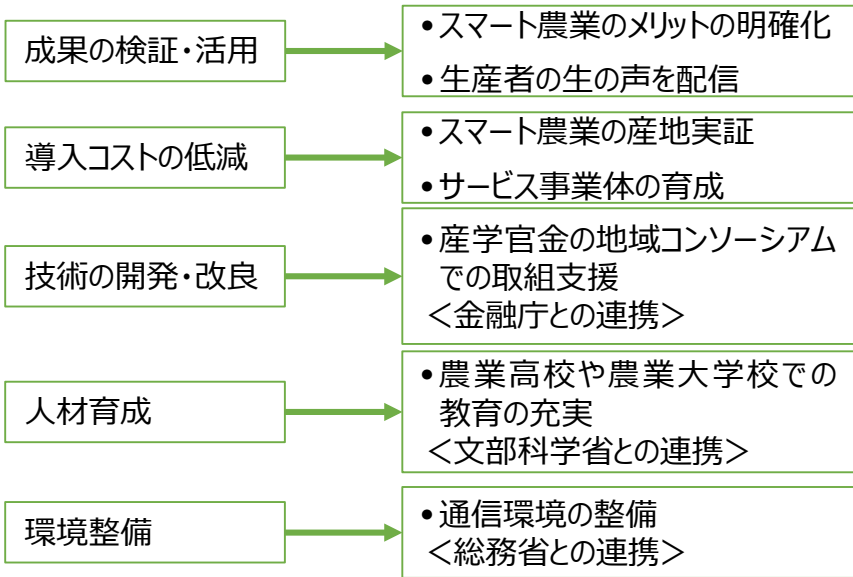 成果の検証・活用
•スマート農業のメリットの明確化
•生産者の生の声を配信
導入コストの低減
•スマート農業の産地実証
•サービス事業体の育成
技術の開発・改良
•産学官金の地域コンソーシアム
での取組支援
＜金融庁との連携＞
人材育成
•農業高校や農業大学校での
教育の充実
＜文部科学省との連携＞
環境整備
•通信環境の整備
＜総務省との連携＞